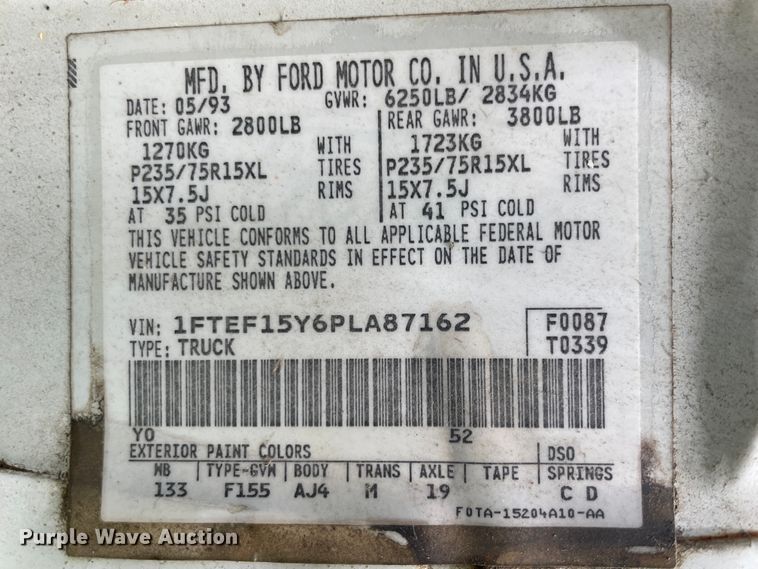 MFD. BY FORD MOTOR CO. IN U.S.A.
DATE: 05/93 GVWR: 6250LB/ 2834KG
FRONT GAWR: 2800LB REAR GAWR: 3800LB
1270KG WITH 1723KG WITH
P235/75R15XL TIRES P235/75R15XL TIRES
15X7.5J RIMS 15X7.5J RIMS
AT 35 PSI COLD AT 41 PSI COLD
THIS VEHICLE CONFORMS TO ALL APPLICABLE FEDERAL MOTOR
VEHICLE SAFETY STANDARDS IN EFFECT ON THE DATE OF
MANUFACTURE SHOWN ABOVE.
VIN: 1FTEF15Y6PLA87162 F0087
TYPE: TRUCK T0339
YO 52
EXTERIOR PAINT COLORS DSO
WB TYPE-GVW BODY TRANS AXLE TAPE SPRINGS
133 F155 AJ4 M 19 C D
F0TA-15204A10-AA
Purple Wave Auction